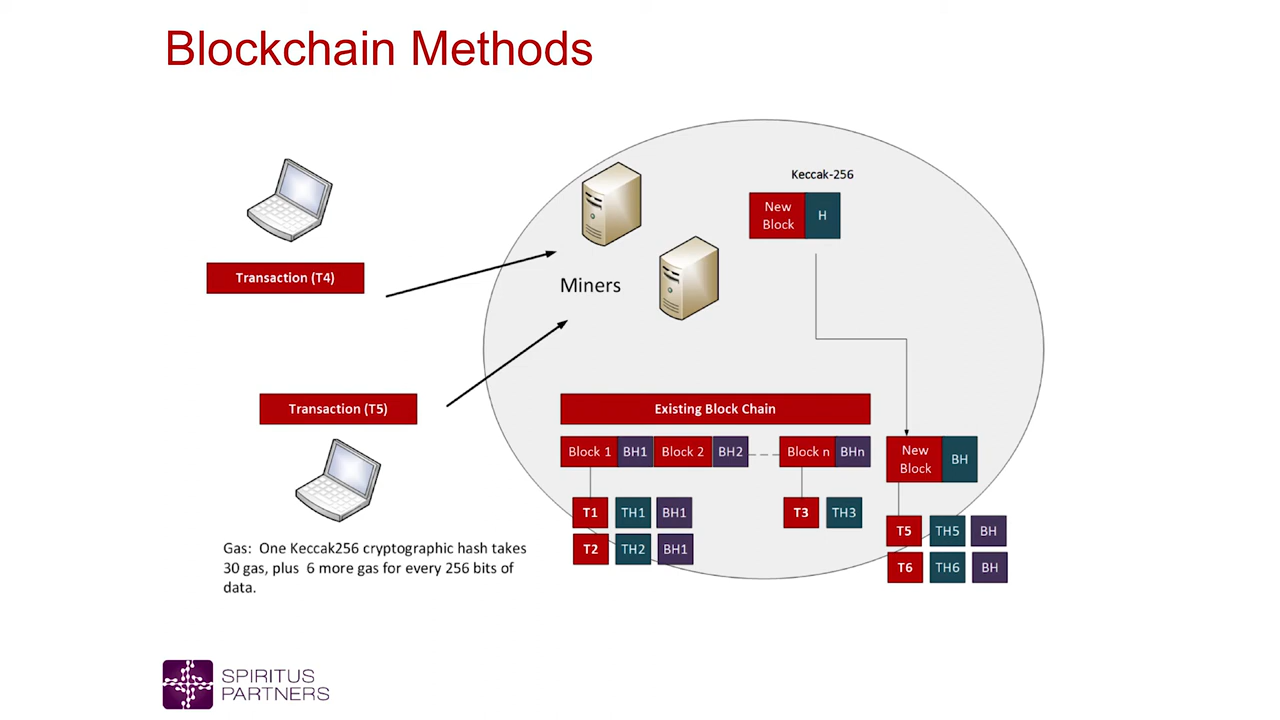 Blockchain Methods
Keccak-256
New
Block
H
Transaction (T4)
Miners
Transaction (T5)
Existing Block Chain
Block 1 BH1 Block 2 BH2 Block n BHn
New
Block
BH
T1 TH1 BH1
T3 TH3
T5 TH5 BH
T2 TH2 BH1
T6 TH6 BH
Gas: One Keccak256 cryptographic hash takes
30 gas, plus 6 more gas for every 256 bits of
data.
SPIRITUS
PARTNERS